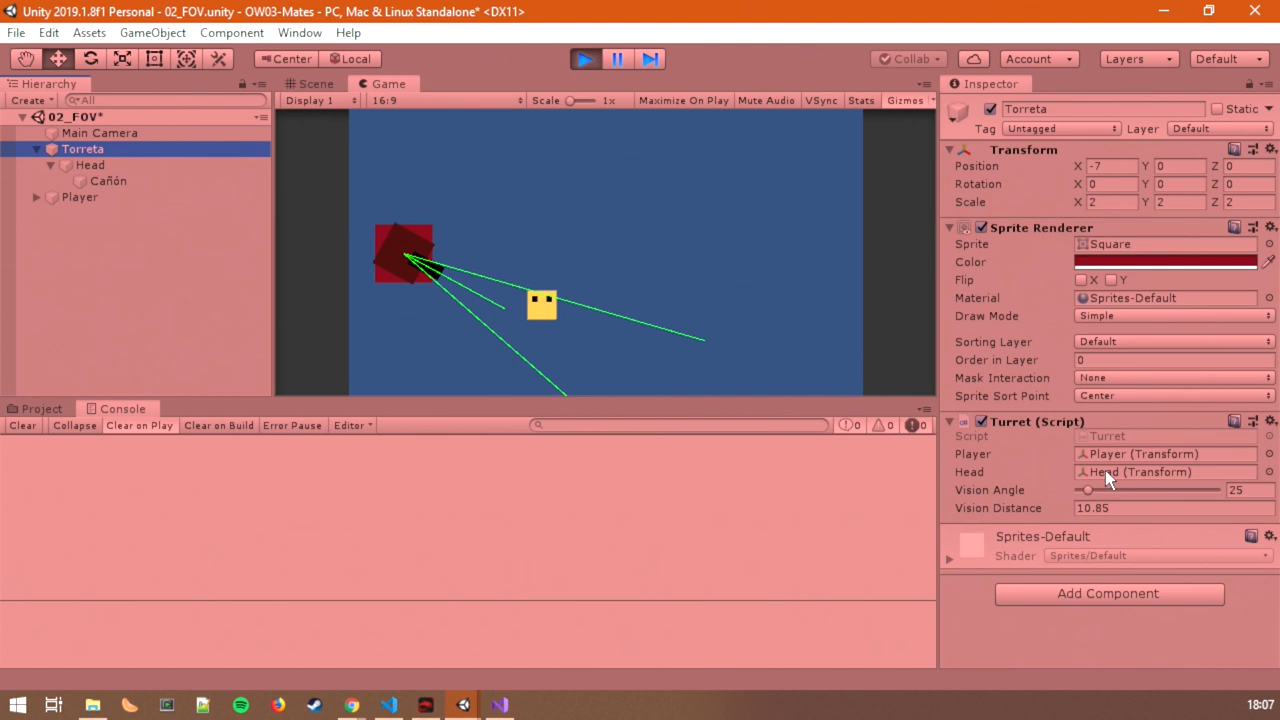 Unity 2019.1.8f1 Personal - 02_FOV.unity - OW03-Mates - PC, Mac & Linux Standalone* <DX11>
File Edit Assets GameObject Component Window Help
Center Local Collab Account Layers Default
Hierarchy Scene Game Inspector
Create All Display 1 16:9 Scale 1x Maximize On Play Mute Audio VSync Stats Gizmos Torreta Static
02_FOV*
Tag Untagged Layer Default
Main Camera
Torreta Transform
Head Position X -7 Y 0 Z 0
Cañón Rotation X 0 Y 0 Z 0
Player Scale X 2 Y 2 Z 2
Sprite Renderer
Sprite Square
Color
Flip X Y
Material Sprites-Default
Draw Mode Simple
Sorting Layer Default
Order in Layer 0
Mask Interaction None
Sprite Sort Point Center
Project Console
Clear Collapse Clear on Play Clear on Build Error Pause Editor 0 0 0
Turret (Script)
Script Turret
Player Player (Transform)
Head Head (Transform)
Vision Angle 25
Vision Distance 10.85
Sprites-Default
Shader Sprites/Default
Add Component
18:07